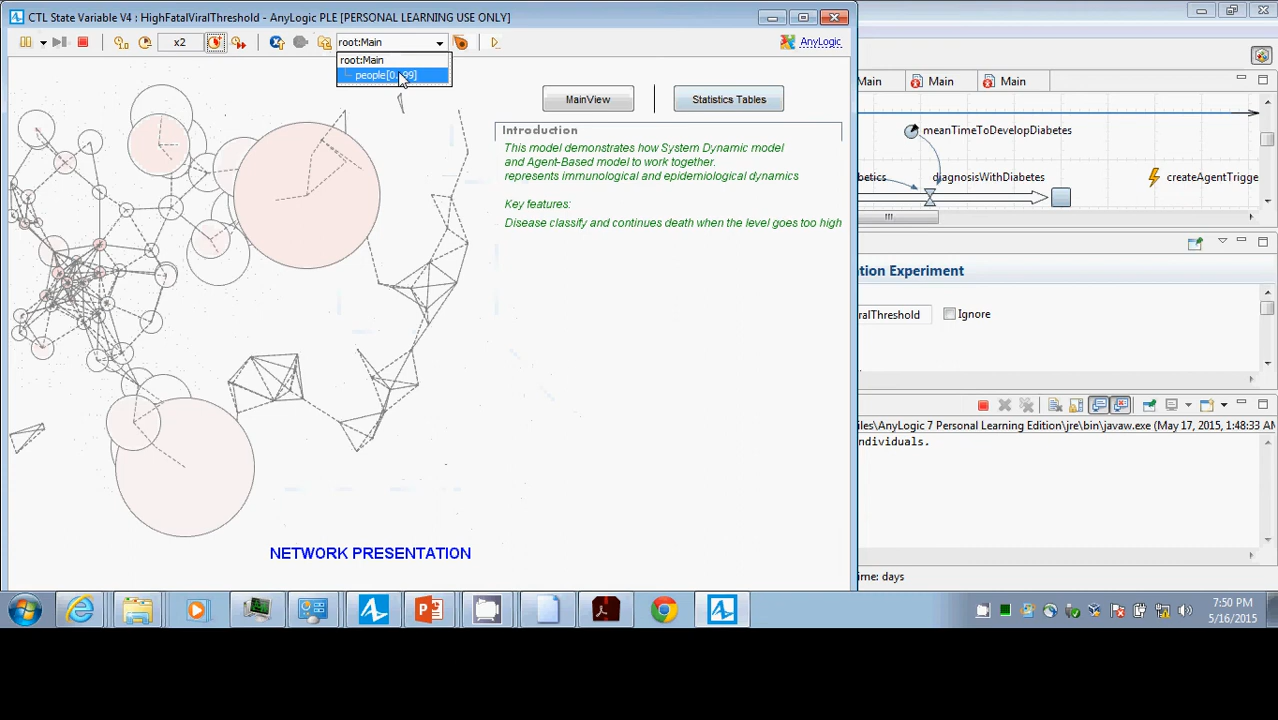 CTL State Variable V4 : HighFatalViralThreshold - AnyLogic PLE [PERSONAL LEARNING USE ONLY]
x2
root:Main
AnyLogic
root:Main
MainView
Statistics Tables
Introduction
This model demonstrates how System Dynamic model
and Agent-Based model to work together.
represents immunological and epidemiological dynamics
Key features:
Disease classify and continues death when the level goes too high
NETWORK PRESENTATION
Main
Main
Main
meanTimeToDevelopDiabetes
betics
diagnosisWithDiabetes
createAgentTrigge
ation Experiment
ralThreshold
Ignore
iles\AnyLogic 7 Personal Learning Edition\jre\bin\javaw.exe (May 17, 2015, 1:48:33 AM)
ndividuals.
ime: days
7:50 PM
5/16/2015